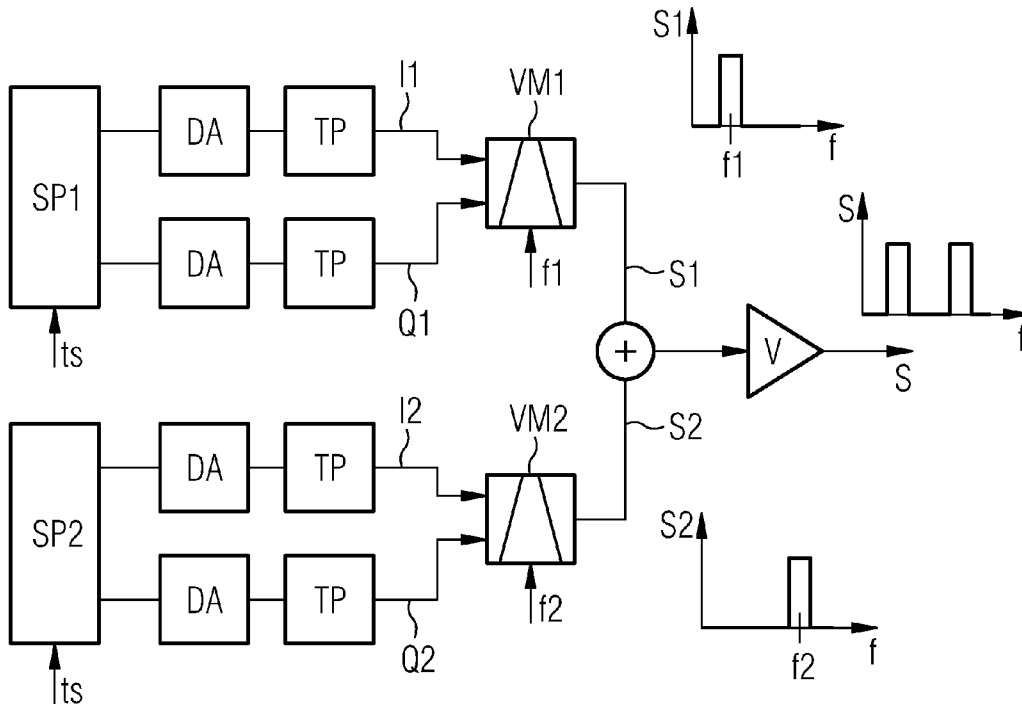 S1
f1
f
I1
VM1
DA
TP
SP1
DA
TP
f1
Q1
ts
S1
S
f
+
V
S
S2
I2
VM2
DA
TP
SP2
DA
TP
f2
Q2
ts
S2
f2
f